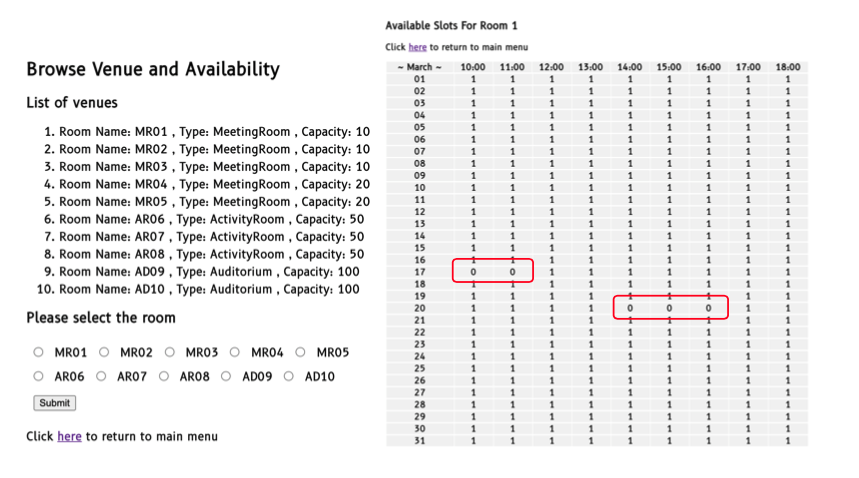 Browse Venue and Availability
List of venues
1. Room Name: MR01 , Type: MeetingRoom , Capacity: 10
2. Room Name: MR02 , Type: MeetingRoom , Capacity: 10
3. Room Name: MR03 , Type: MeetingRoom , Capacity: 10
4. Room Name: MR04 , Type: MeetingRoom , Capacity: 20
5. Room Name: MR05 , Type: MeetingRoom , Capacity: 20
6. Room Name: AR06 , Type: ActivityRoom , Capacity: 50
7. Room Name: AR07 , Type: ActivityRoom , Capacity: 50
8. Room Name: AR08 , Type: ActivityRoom , Capacity: 50
9. Room Name: AD09 , Type: Auditorium , Capacity: 100
10. Room Name: AD10 , Type: Auditorium , Capacity: 100
Please select the room
MR01 MR02 MR03 MR04 MR05
AR06 AR07 AR08 AD09 AD10
Submit
Click here to return to main menu
Available Slots For Room 1
Click here to return to main menu
~ March ~ 10:00 11:00 12:00 13:00 14:00 15:00 16:00 17:00 18:00
01 1 1 1 1 1 1 1 1 1
02 1 1 1 1 1 1 1 1 1
03 1 1 1 1 1 1 1 1 1
04 1 1 1 1 1 1 1 1 1
05 1 1 1 1 1 1 1 1 1
06 1 1 1 1 1 1 1 1 1
07 1 1 1 1 1 1 1 1 1
08 1 1 1 1 1 1 1 1 1
09 1 1 1 1 1 1 1 1 1
10 1 1 1 1 1 1 1 1 1
11 1 1 1 1 1 1 1 1 1
12 1 1 1 1 1 1 1 1 1
13 1 1 1 1 1 1 1 1 1
14 1 1 1 1 1 1 1 1 1
15 1 1 1 1 1 1 1 1 1
16 1 1 1 1 1 1 1 1 1
17 0 0 1 1 1 1 1 1 1
18 1 1 1 1 1 1 1 1 1
19 1 1 1 1 1 1 1 1 1
20 1 1 1 1 0 0 0 1 1
21 1 1 1 1 1 1 1 1 1
22 1 1 1 1 1 1 1 1 1
23 1 1 1 1 1 1 1 1 1
24 1 1 1 1 1 1 1 1 1
25 1 1 1 1 1 1 1 1 1
26 1 1 1 1 1 1 1 1 1
27 1 1 1 1 1 1 1 1 1
28 1 1 1 1 1 1 1 1 1
29 1 1 1 1 1 1 1 1 1
30 1 1 1 1 1 1 1 1 1
31 1 1 1 1 1 1 1 1 1